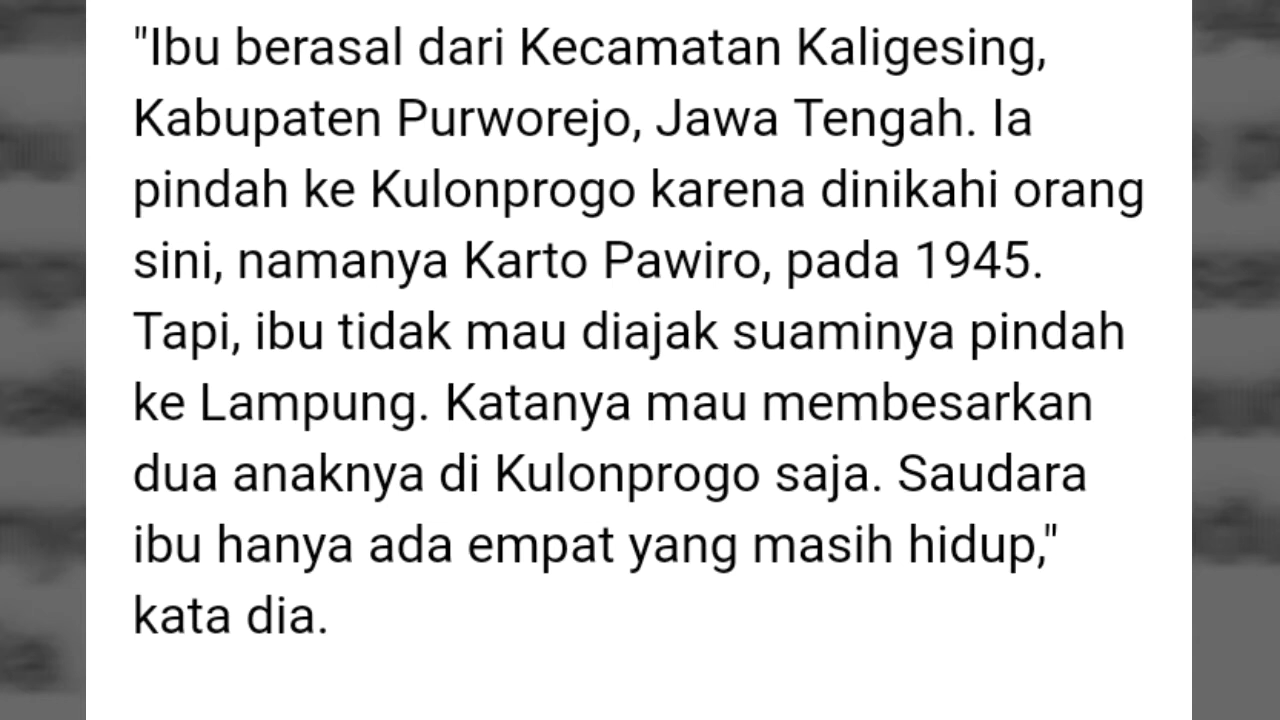 "Ibu berasal dari Kecamatan Kaligesing,
Kabupaten Purworejo, Jawa Tengah. Ia
pindah ke Kulonprogo karena dinikahi orang
sini, namanya Karto Pawiro, pada 1945.
Tapi, ibu tidak mau diajak suaminya pindah
ke Lampung. Katanya mau membesarkan
dua anaknya di Kulonprogo saja. Saudara
ibu hanya ada empat yang masih hidup,"
kata dia.